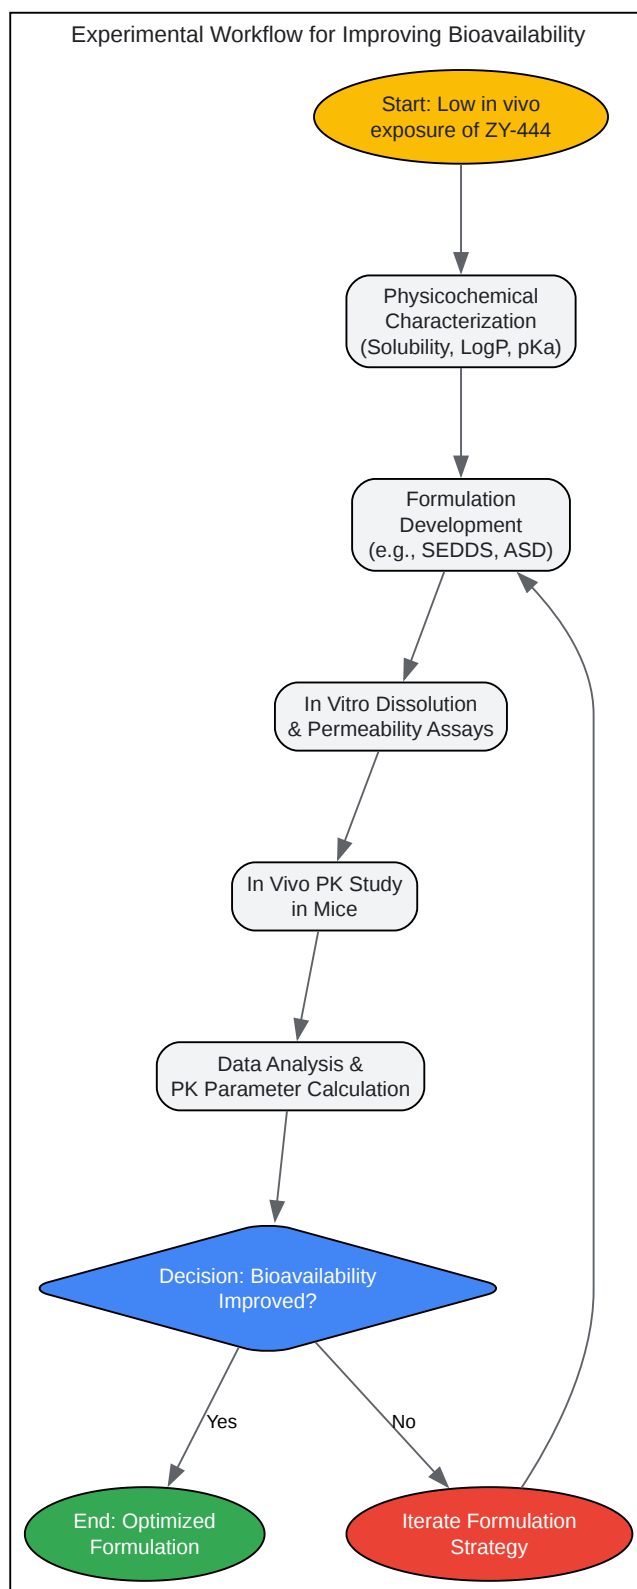 Experimental Workflow for Improving Bioavailability
Start: Low in vivo
exposure of ZY-444
Physicochemical
Characterization
(Solubility, LogP, pKa)
Formulation
Development
(e.g., SEDDS, ASD)
In Vitro Dissolution
& Permeability Assays
In Vivo PK Study
in Mice
Data Analysis &
PK Parameter Calculation
Decision: Bioavailability
Improved?
Yes
No
End: Optimized
Formulation
Iterate Formulation
Strategy